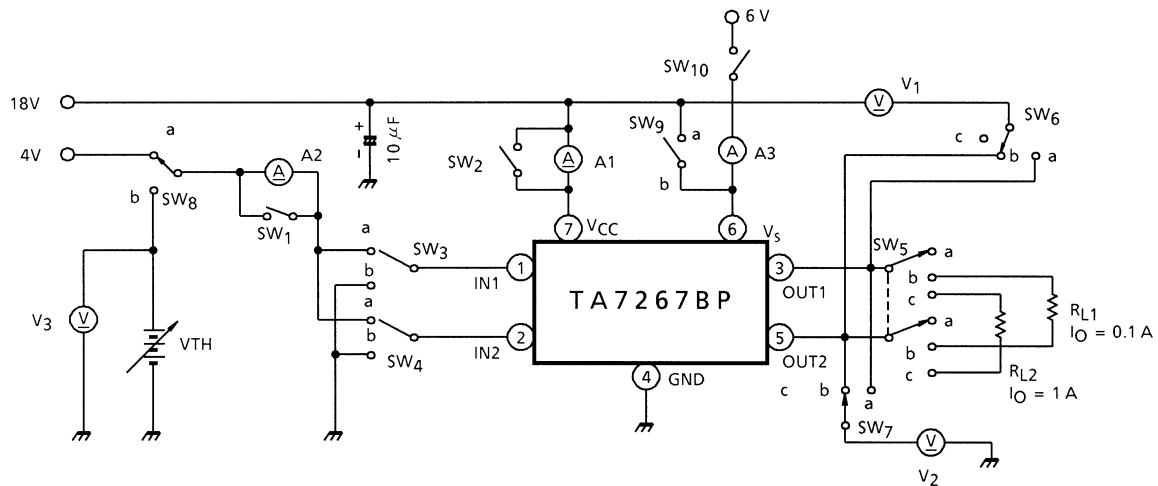 6 V
SW10
18V
V
V1
a
+
10 μF
-
SW9
a
SW6
c
b
a
4V
A
A2
SW2
A
A1
A
A3
b
SW8
b
SW1
7
VCC
6
VS
a
SW3
b
1
IN1
TA7267BP
3
OUT1
SW5
a
b
c
V3
V
VTH
a
b
SW4
2
IN2
5
OUT2
a
b
c
RL1
IO = 0.1 A
RL2
IO = 1 A
4
GND
c
b
a
SW7
V
V2